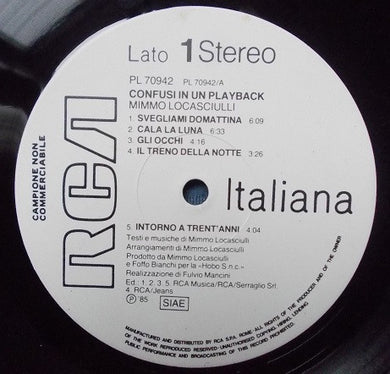 Lato 1 Stereo
PL 70942 PL 70942/A
CONFUSI IN UN PLAYBACK
MIMMO LOCASCIULLI
1. SVEGLIAMI DOMATTINA 6:09
2. CALA LA LUNA 6:33
3. GLI OCCHI 4:16
4. IL TRENO DELLA NOTTE 3:26
CAMPIONE NON
COMMERCIABILE
RCA
Italiana
5. INTORNO A TRENT'ANNI 4:04
Testi e musiche di Mimmo Locasciulli
Arrangiamenti di Mimmo Locasciulli
Prodotto da Mimmo Locasciulli
e Foffo Bianchi per la «Hobo S.n.c.»
Realizzazione di Fulvio Mancini
Ed.: 1. 2. 3. 5. RCA Musica/RCA/Serraglio Srl
4. RCA/Jeans
℗'85 SIAE
MANUFACTURED AND DISTRIBUTED BY RCA S.P.A. ROME· ALL RIGHTS OF THE PRODUCER AND OF THE OWNER
OF THE WORK REPRODUCED RESERVED· UNAUTHORISED COPYING, HIRING, LENDING,
PUBLIC PERFORMANCE AND BROADCASTING OF THIS RECORD PROHIBITED.